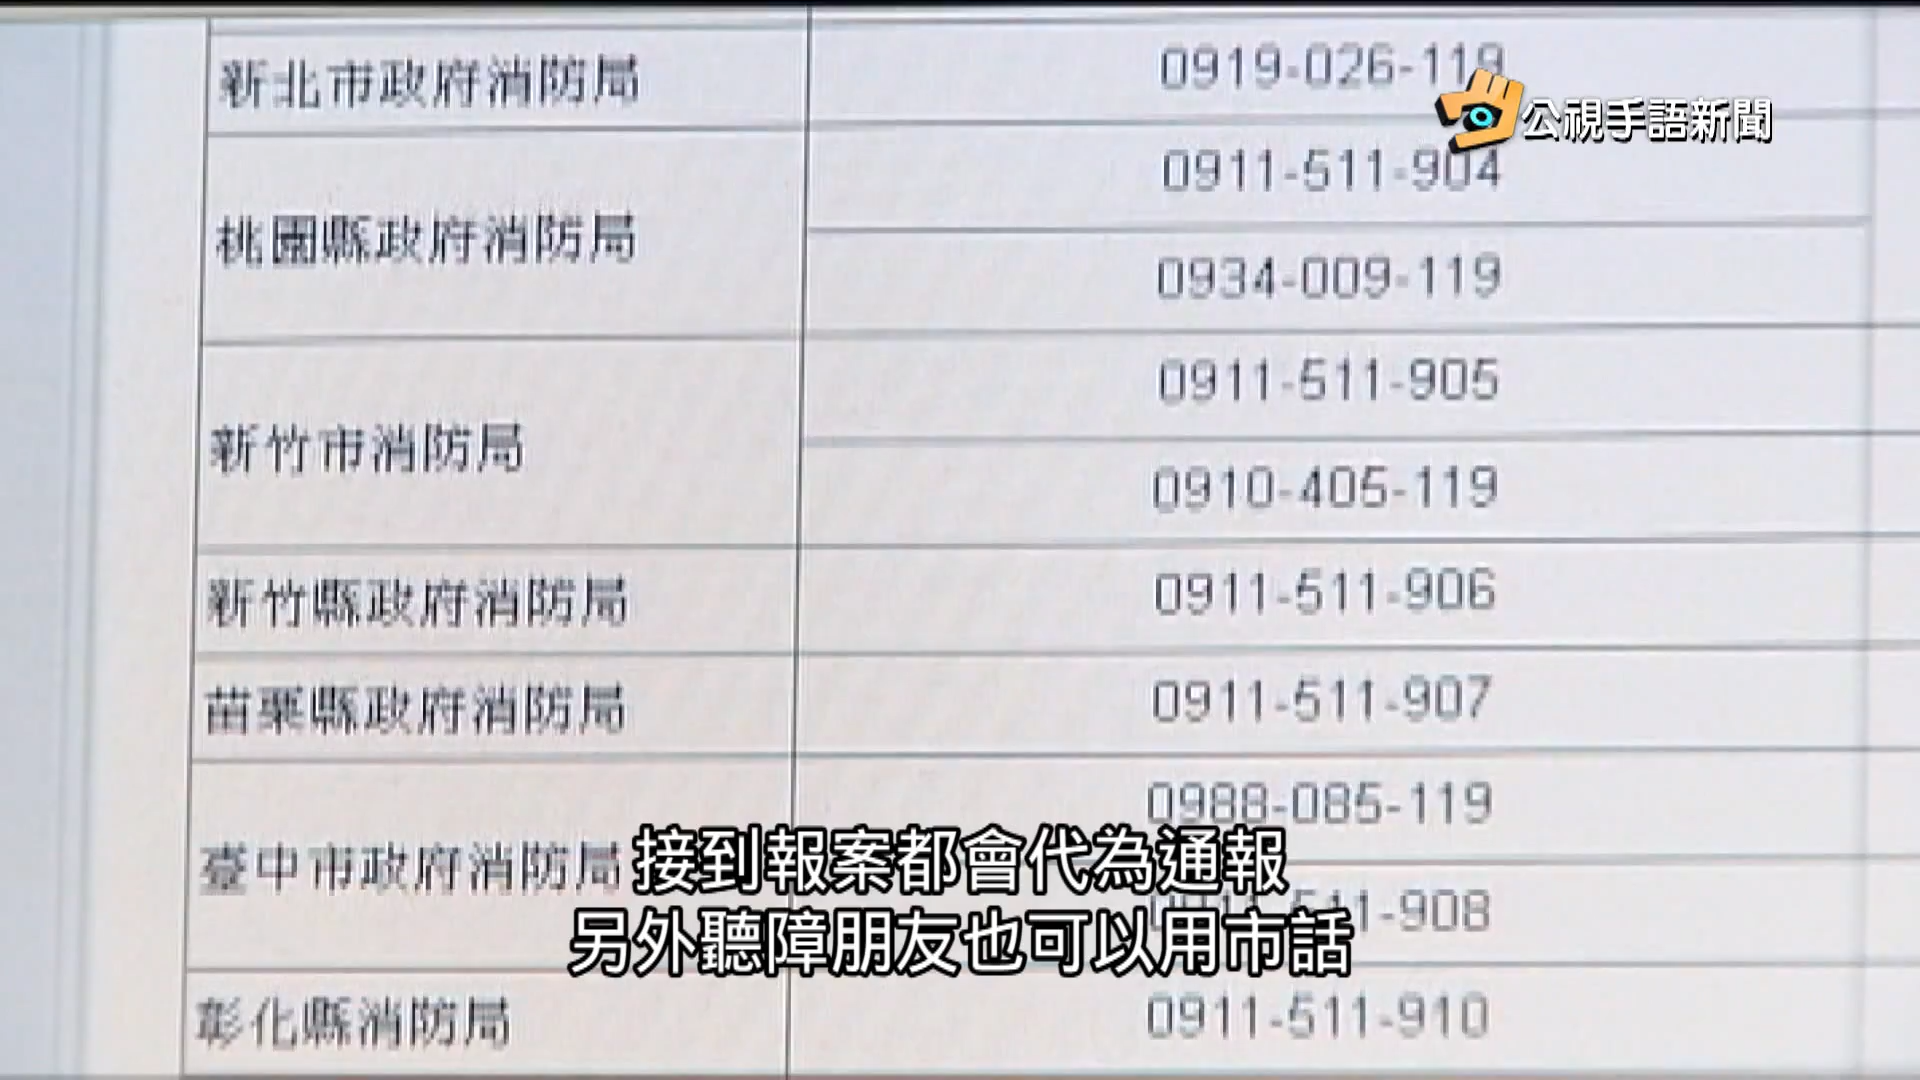 新北市政府消防局
0919-026-119
公視手語新聞
0911-511-904
桃園縣政府消防局
0934-009-119
0911-511-905
新竹市消防局
0910-405-119
新竹縣政府消防局
0911-511-906
苗栗縣政府消防局
0911-511-907
0988-085-119
臺中市政府消防局
接到報案都會代為通報
0911-511-908
另外聽障朋友也可以用市話
彰化縣消防局
0911-511-910